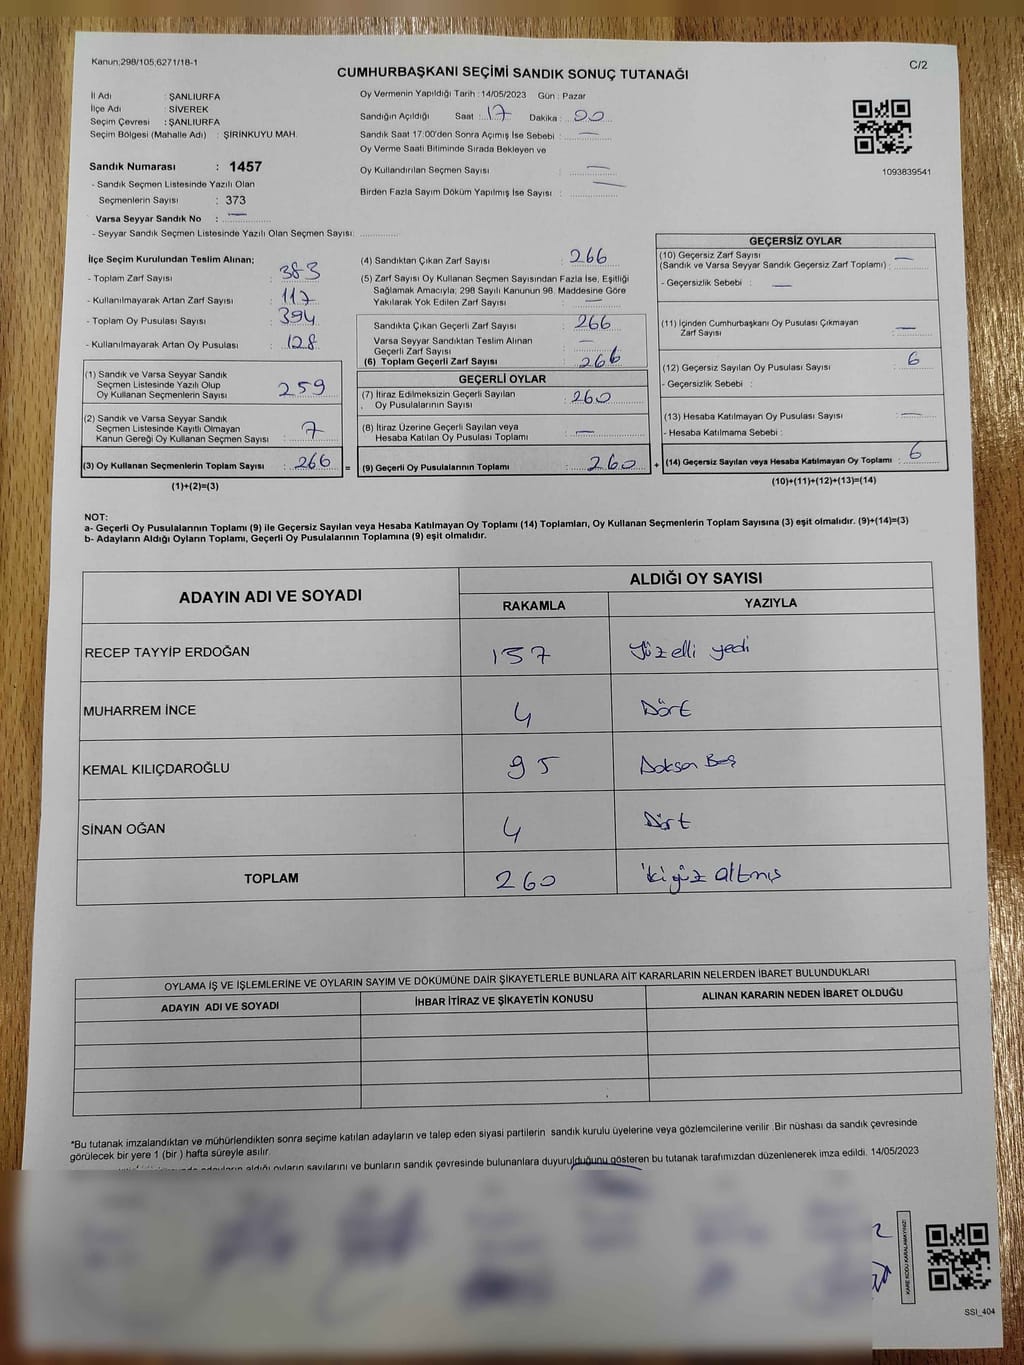 Kanun;298/105,6271/18-1
C/2
CUMHURBAŞKANI SEÇİMİ SANDIK SONUÇ TUTANAĞI
İl Adı : ŞANLIURFA
İlçe Adı : SİVEREK
Seçim Çevresi : ŞANLIURFA
Seçim Bölgesi (Mahalle Adı) : ŞİRİNKUYU MAH.
Sandık Numarası : 1457
- Sandık Seçmen Listesinde Yazılı Olan
Seçmenlerin Sayısı : 373
Varsa Seyyar Sandık No : —
- Seyyar Sandık Seçmen Listesinde Yazılı Olan Seçmen Sayısı:
Oy Vermenin Yapıldığı Tarih : 14/05/2023 Gün : Pazar
Sandığın Açıldığı Saat : 17 Dakika : 00
Sandık Saat 17:00'den Sonra Açımış İse Sebebi : —
Oy Verme Saati Bitiminde Sırada Bekleyen ve
Oy Kullandırılan Seçmen Sayısı : —
Birden Fazla Sayım Döküm Yapılmış İse Sayısı : —
1093839541
İlçe Seçim Kurulundan Teslim Alınan;
- Toplam Zarf Sayısı : 383
- Kullanılmayarak Artan Zarf Sayısı : 117
- Toplam Oy Pusulası Sayısı : 394
- Kullanılmayarak Artan Oy Pusulası : 128
(1) Sandık ve Varsa Seyyar Sandık
Seçmen Listesinde Yazılı Olup
Oy Kullanan Seçmenlerin Sayısı : 259
(2) Sandık ve Varsa Seyyar Sandık
Seçmen Listesinde Kayıtlı Olmayan
Kanun Gereği Oy Kullanan Seçmen Sayısı : 7
(3) Oy Kullanan Seçmenlerin Toplam Sayısı : 266 =
(1)+(2)=(3)
(4) Sandıktan Çıkan Zarf Sayısı : 266
(5) Zarf Sayısı Oy Kullanan Seçmen Sayısından Fazla İse, Eşitliği
Sağlamak Amacıyla; 298 Sayılı Kanunun 98. Maddesine Göre
Yakılarak Yok Edilen Zarf Sayısı : —
Sandıkta Çıkan Geçerli Zarf Sayısı : 266
Varsa Seyyar Sandıktan Teslim Alınan
Geçerli Zarf Sayısı : —
(6) Toplam Geçerli Zarf Sayısı : 266
GEÇERLİ OYLAR
(7) İtiraz Edilmeksizin Geçerli Sayılan
Oy Pusulalarının Sayısı : 260
(8) İtiraz Üzerine Geçerli Sayılan veya
Hesaba Katılan Oy Pusulası Toplamı : —
(9) Geçerli Oy Pusulalarının Toplamı : 260 +
GEÇERSİZ OYLAR
(10) Geçersiz Zarf Sayısı —
(Sandık ve Varsa Seyyar Sandık Geçersiz Zarf Toplamı) :
- Geçersizlik Sebebi : —
(11) İçinden Cumhurbaşkanı Oy Pusulası Çıkmayan
Zarf Sayısı : —
(12) Geçersiz Sayılan Oy Pusulası Sayısı : 6
- Geçersizlik Sebebi :
(13) Hesaba Katılmayan Oy Pusulası Sayısı : —
- Hesaba Katılmama Sebebi :
(14) Geçersiz Sayılan veya Hesaba Katılmayan Oy Toplamı : 6
(10)+(11)+(12)+(13)=(14)
NOT:
a- Geçerli Oy Pusulalarının Toplamı (9) ile Geçersiz Sayılan veya Hesaba Katılmayan Oy Toplamı (14) Toplamları, Oy Kullanan Seçmenlerin Toplam Sayısına (3) eşit olmalıdır. (9)+(14)=(3)
b- Adayların Aldığı Oyların Toplamı, Geçerli Oy Pusulalarının Toplamına (9) eşit olmalıdır.
ADAYIN ADI VE SOYADI ALDIĞI OY SAYISI
RAKAMLA YAZIYLA
RECEP TAYYİP ERDOĞAN 157 Yüz elli yedi
MUHARREM İNCE 4 Dört
KEMAL KILIÇDAROĞLU 95 Doksan Beş
SİNAN OĞAN 4 Dört
TOPLAM 260 iki yüz altmış
OYLAMA İŞ VE İŞLEMLERİNE VE OYLARIN SAYIM VE DÖKÜMÜNE DAİR ŞİKAYETLERLE BUNLARA AİT KARARLARIN NELERDEN İBARET BULUNDUKLARI
ADAYIN ADI VE SOYADI İHBAR İTİRAZ VE ŞİKAYETİN KONUSU ALINAN KARARIN NEDEN İBARET OLDUĞU
*Bu tutanak imzalandıktan ve mühürlendikten sonra seçime katılan adayların ve talep eden siyasi partilerin sandık kurulu üyelerine veya gözlemcilerine verilir .Bir nüshası da sandık çevresinde
görülecek bir yere 1 (bir ) hafta süreyle asılır.
adayların aldığı oyların sayılarını ve bunların sandık çevresinde bulunanlara duyurulduğunu gösteren bu tutanak tarafımızdan düzenlenerek imza edildi. 14/05/2023
KARE KODU KARALAMAYINIZ!
SSI_404